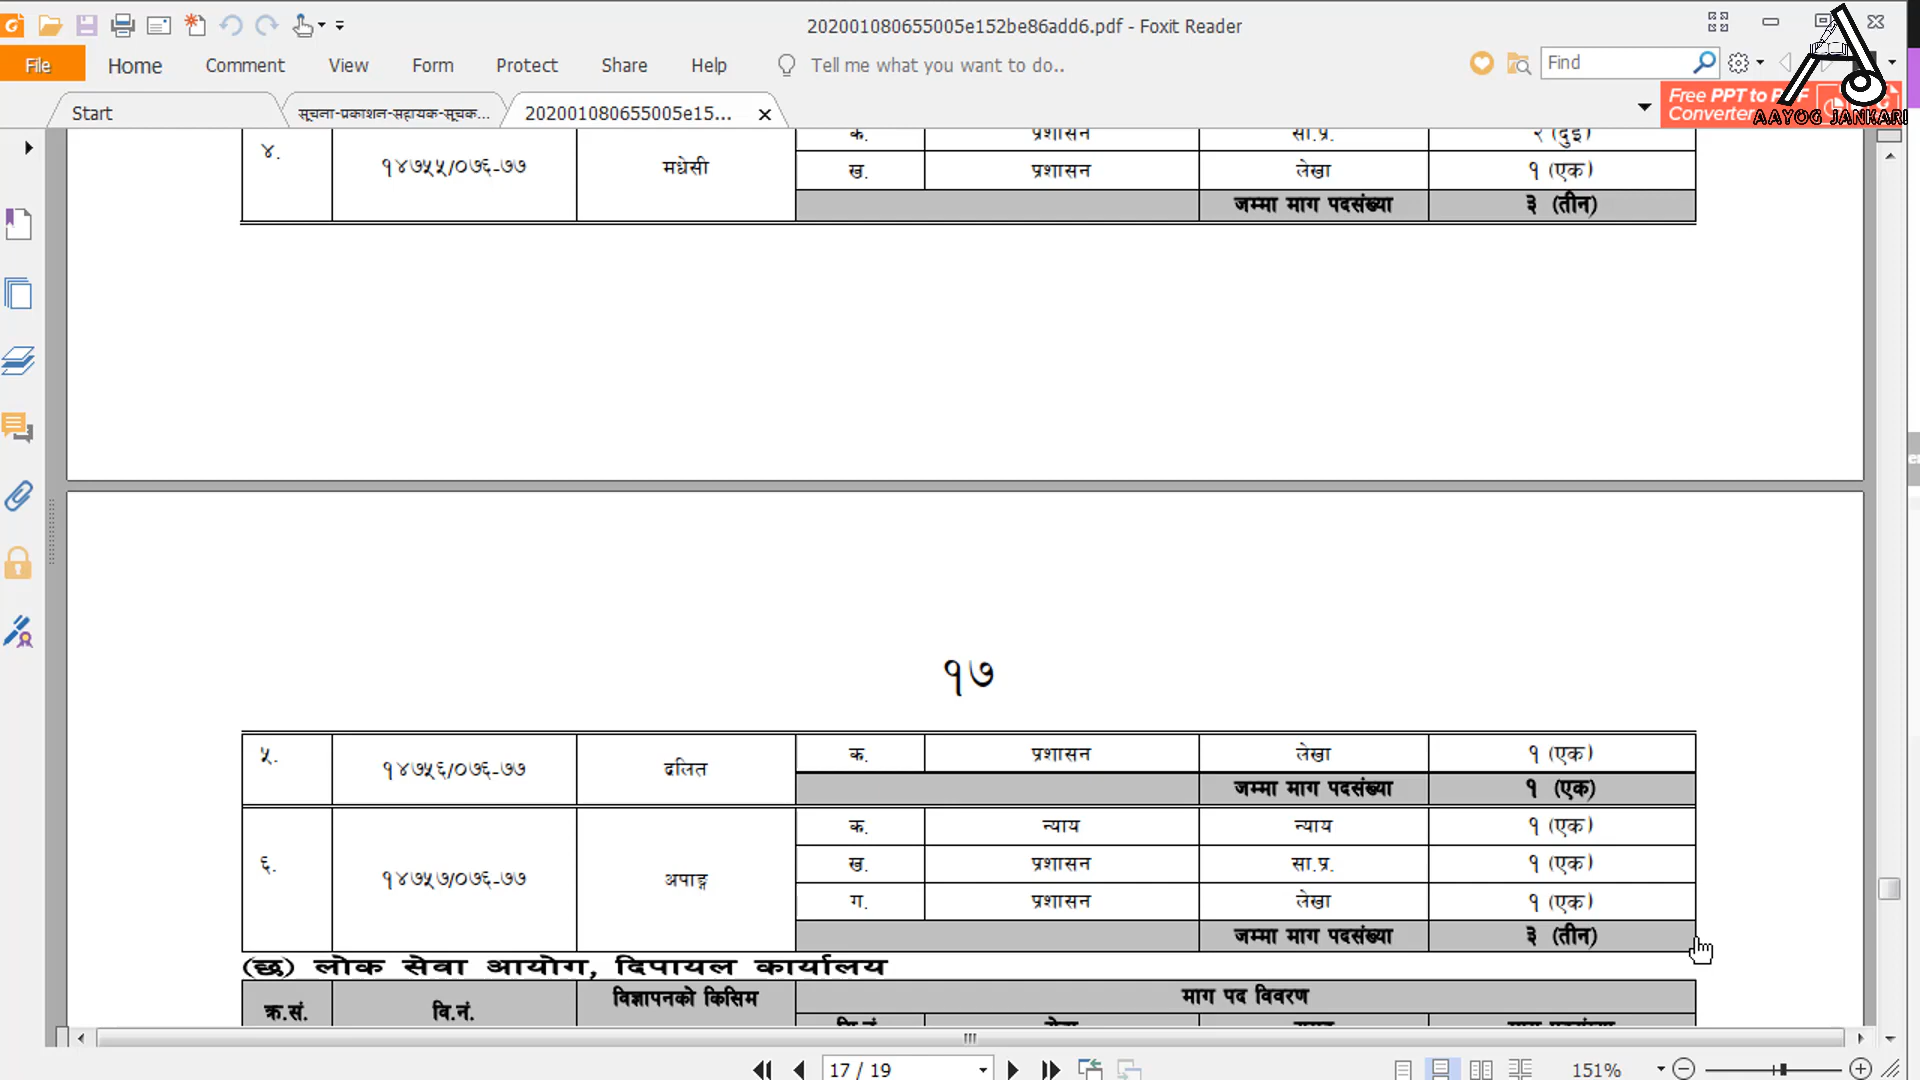 202001080655005e152be86add6.pdf - Foxit Reader
File Home Comment View Form Protect Share Help Tell me what you want to do.. Find
Start सूचना-प्रकाशन-सहायक-सूचक... 202001080655005e15...
Free PPT to PDF
Converter
AAYOG JANKARI
४. १४७५५/०७६-७७ मधेसी क. प्रशासन सा.प्र. २ (दुई)
ख. प्रशासन लेखा १ (एक)
जम्मा माग पदसंख्या ३ (तीन)
१७
५. १४७५६/०७६-७७ दलित क. प्रशासन लेखा १ (एक)
जम्मा माग पदसंख्या १ (एक)
६. १४७५७/०७६-७७ अपाङ्ग क. न्याय न्याय १ (एक)
ख. प्रशासन सा.प्र. १ (एक)
ग. प्रशासन लेखा १ (एक)
जम्मा माग पदसंख्या ३ (तीन)
(छ) लोक सेवा आयोग, दिपायल कार्यालय
क्र.सं. वि.नं. विज्ञापनको किसिम माग पद विवरण
17 / 19 151%